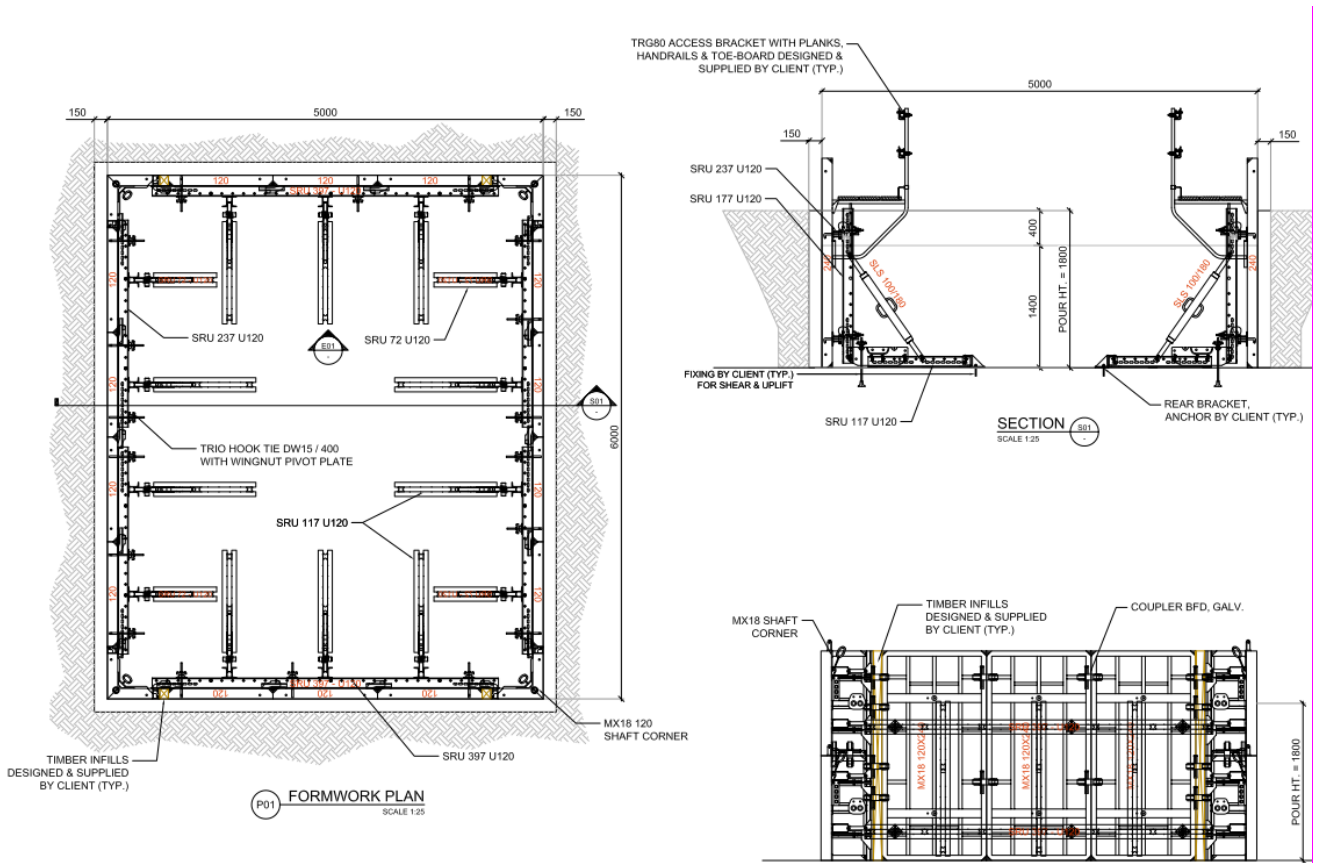 TRG80 ACCESS BRACKET WITH PLANKS,
HANDRAILS & TOE-BOARD DESIGNED &
SUPPLIED BY CLIENT (TYP.)
150
5000
150
120
120
120
SRU 397 - U120
120
120
120
120
120
120
120
120
SRU 237 U120
SRU 72 U120
E01
-
S01
-
6000
TRIO HOOK TIE DW15 / 400
WITH WINGNUT PIVOT PLATE
SRU 117 U120
SRU 397 - U120
120
120
120
MX18 120
SHAFT CORNER
SRU 397 U120
TIMBER INFILLS
DESIGNED & SUPPLIED
BY CLIENT (TYP.)
P01
FORMWORK PLAN
SCALE 1:25
5000
150
150
SRU 237 U120
SRU 177 U120
240
SLS 100/180
400
1400
POUR HT. = 1800
SLS 100/180
240
FIXING BY CLIENT (TYP.)
FOR SHEAR & UPLIFT
SRU 117 U120
REAR BRACKET,
ANCHOR BY CLIENT (TYP.)
SECTION
S01
-
SCALE 1:25
TIMBER INFILLS
DESIGNED & SUPPLIED
BY CLIENT (TYP.)
COUPLER BFD, GALV.
MX18 SHAFT
CORNER
MX18 120X240
MX18 120X240
MX18 120X240
POUR HT. = 1800